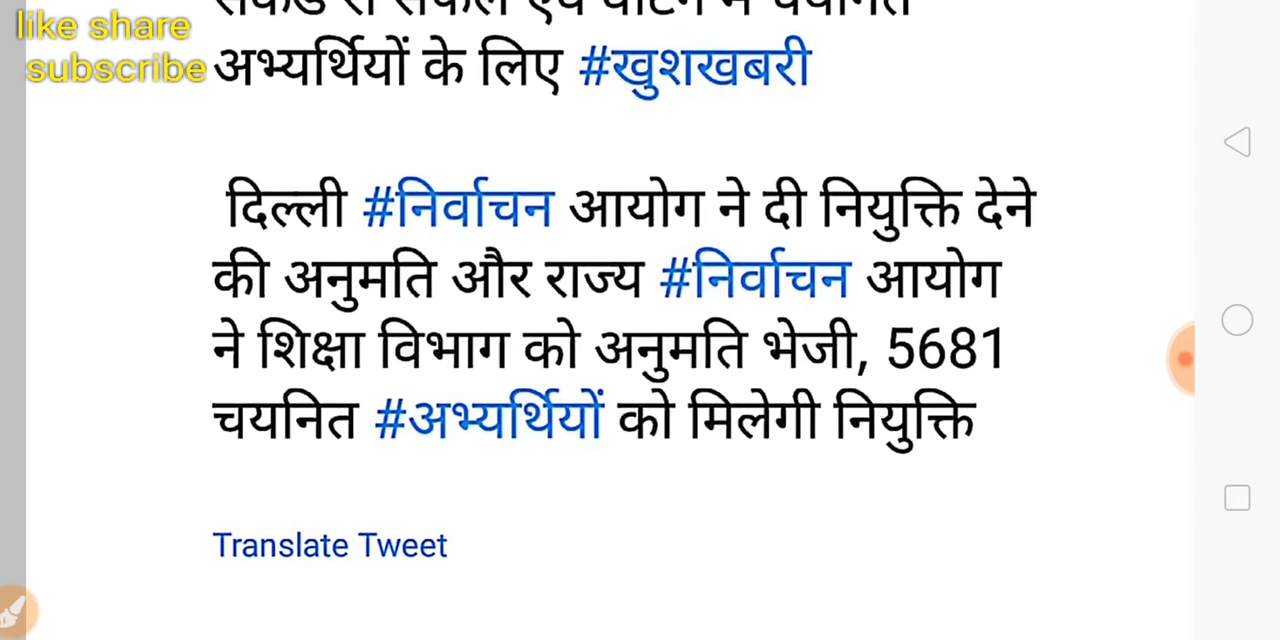 like share
subscribe
अभ्यर्थियों के लिए #खुशखबरी
दिल्ली #निर्वाचन आयोग ने दी नियुक्ति देने
की अनुमति और राज्य #निर्वाचन आयोग
ने शिक्षा विभाग को अनुमति भेजी, 5681
चयनित #अभ्यर्थियों को मिलेगी नियुक्ति
Translate Tweet